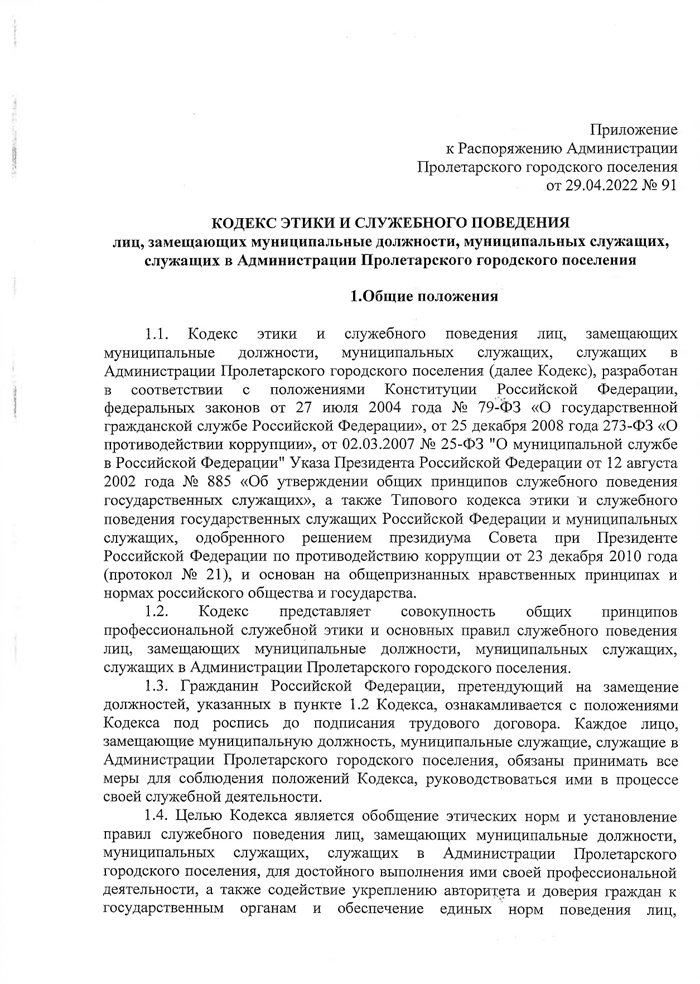 Приложение
к Распоряжению Администрации
Пролетарского городского поселения
от 29.04.2022 № 91
КОДЕКС ЭТИКИ И СЛУЖЕБНОГО ПОВЕДЕНИЯ
лиц, замещающих муниципальные должности, муниципальных служащих,
служащих в Администрации Пролетарского городского поселения
1.Общие положения
1.1. Кодекс этики и служебного поведения лиц, замещающих
муниципальные должности, муниципальных служащих, служащих в
Администрации Пролетарского городского поселения (далее Кодекс), разработан
в соответствии с положениями Конституции Российской Федерации,
федеральных законов от 27 июля 2004 года № 79-ФЗ «О государственной
гражданской службе Российской Федерации», от 25 декабря 2008 года 273-ФЗ «О
противодействии коррупции», от 02.03.2007 № 25-ФЗ "О муниципальной службе
в Российской Федерации" Указа Президента Российской Федерации от 12 августа
2002 года № 885 «Об утверждении общих принципов служебного поведения
государственных служащих», а также Типового кодекса этики и служебного
поведения государственных служащих Российской Федерации и муниципальных
служащих, одобренного решением президиума Совета при Президенте
Российской Федерации по противодействию коррупции от 23 декабря 2010 года
(протокол № 21), и основан на общепризнанных нравственных принципах и
нормах российского общества и государства.
1.2. Кодекс представляет совокупность общих принципов
профессиональной служебной этики и основных правил служебного поведения
лиц, замещающих муниципальные должности, муниципальных служащих,
служащих в Администрации Пролетарского городского поселения.
1.3. Гражданин Российской Федерации, претендующий на замещение
должностей, указанных в пункте 1.2 Кодекса, ознакамливается с положениями
Кодекса под роспись до подписания трудового договора. Каждое лицо,
замещающие муниципальную должность, муниципальные служащие, служащие в
Администрации Пролетарского городского поселения, обязаны принимать все
меры для соблюдения положений Кодекса, руководствоваться ими в процессе
своей служебной деятельности.
1.4. Целью Кодекса является обобщение этических норм и установление
правил служебного поведения лиц, замещающих муниципальные должности,
муниципальных служащих, служащих в Администрации Пролетарского
городского поселения, для достойного выполнения ими своей профессиональной
деятельности, а также содействие укреплению авторитета и доверия граждан к
государственным органам и обеспечение единых норм поведения лиц,